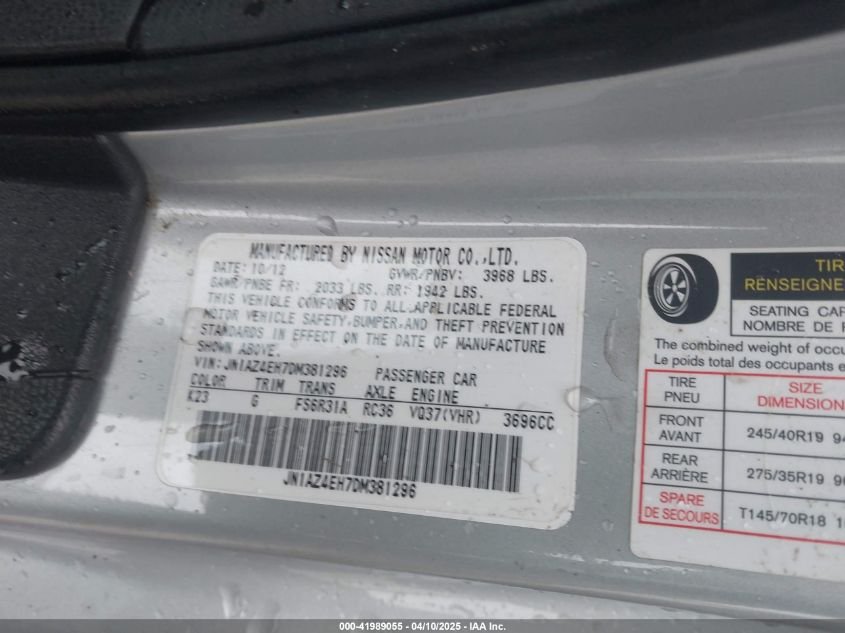 MANUFACTURED BY NISSAN MOTOR CO.,LTD.
DATE: 10/12 GVWR/PNBV: 3968 LBS.
GAWR/PNBE FR: 2033 LBS. RR: 1942 LBS.
THIS VEHICLE CONFORMS TO ALL APPLICABLE FEDERAL
MOTOR VEHICLE SAFETY, BUMPER, AND THEFT PREVENTION
STANDARDS IN EFFECT ON THE DATE OF MANUFACTURE
SHOWN ABOVE.
VIN: JN1AZ4EH7DM381296 PASSENGER CAR
COLOR TRIM TRANS AXLE ENGINE
K23 G FS6R31A RC36 VQ37(VHR) 3696CC
JN1AZ4EH7DM381296
TIR
RENSEIGNE
SEATING CAP
NOMBRE DE P
The combined weight of occu
Le poids total des occupants e
TIRE SIZE
PNEU DIMENSION
FRONT
AVANT 245/40R19 94
REAR
ARRIÈRE 275/35R19 96
SPARE
DE SECOURS T145/70R18 1
000-41989055 - 04/10/2025 - IAA Inc.